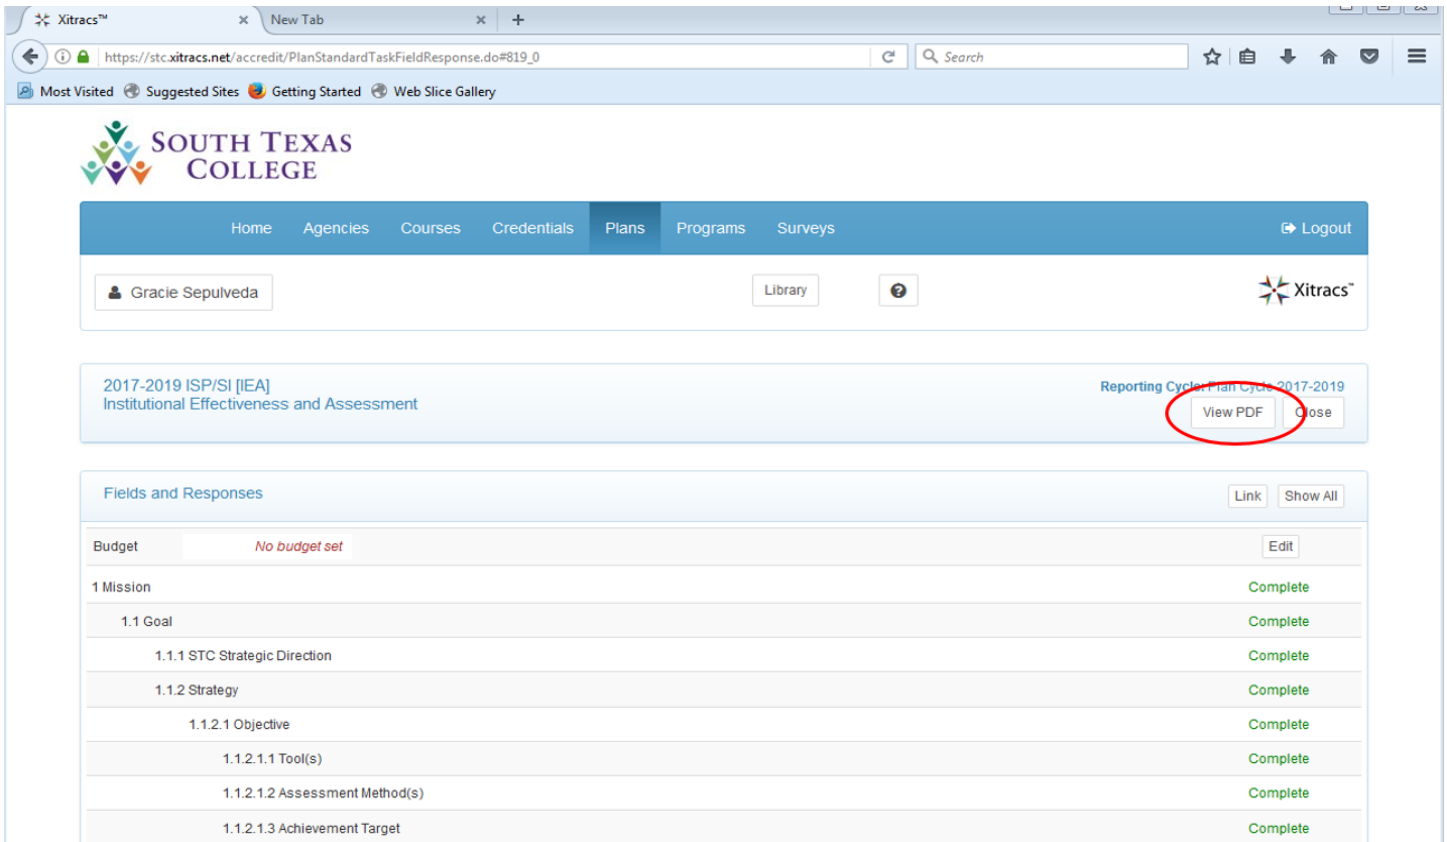 Xitracs™ × New Tab × +
https://stc.xitracs.net/accredit/PlanStandardTaskFieldResponse.do#819_0 Search
Most Visited Suggested Sites Getting Started Web Slice Gallery
SOUTH TEXAS
COLLEGE
Home Agencies Courses Credentials Plans Programs Surveys Logout
Gracie Sepulveda Library ? Xitracs™
2017-2019 ISP/SI [IEA] Reporting Cycle: Plan Cycle 2017-2019
Institutional Effectiveness and Assessment View PDF Close
Fields and Responses Link Show All
Budget No budget set Edit
1 Mission Complete
1.1 Goal Complete
1.1.1 STC Strategic Direction Complete
1.1.2 Strategy Complete
1.1.2.1 Objective Complete
1.1.2.1.1 Tool(s) Complete
1.1.2.1.2 Assessment Method(s) Complete
1.1.2.1.3 Achievement Target Complete